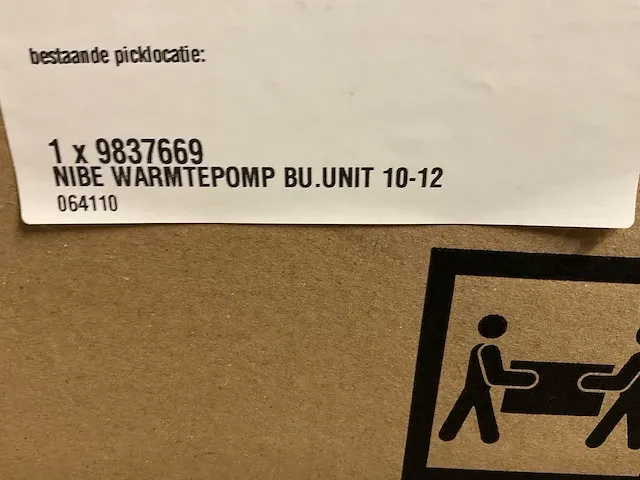 bestaande picklocatie:
1 x 9837669
NIBE WARMTEPOMP BU.UNIT 10-12
064110